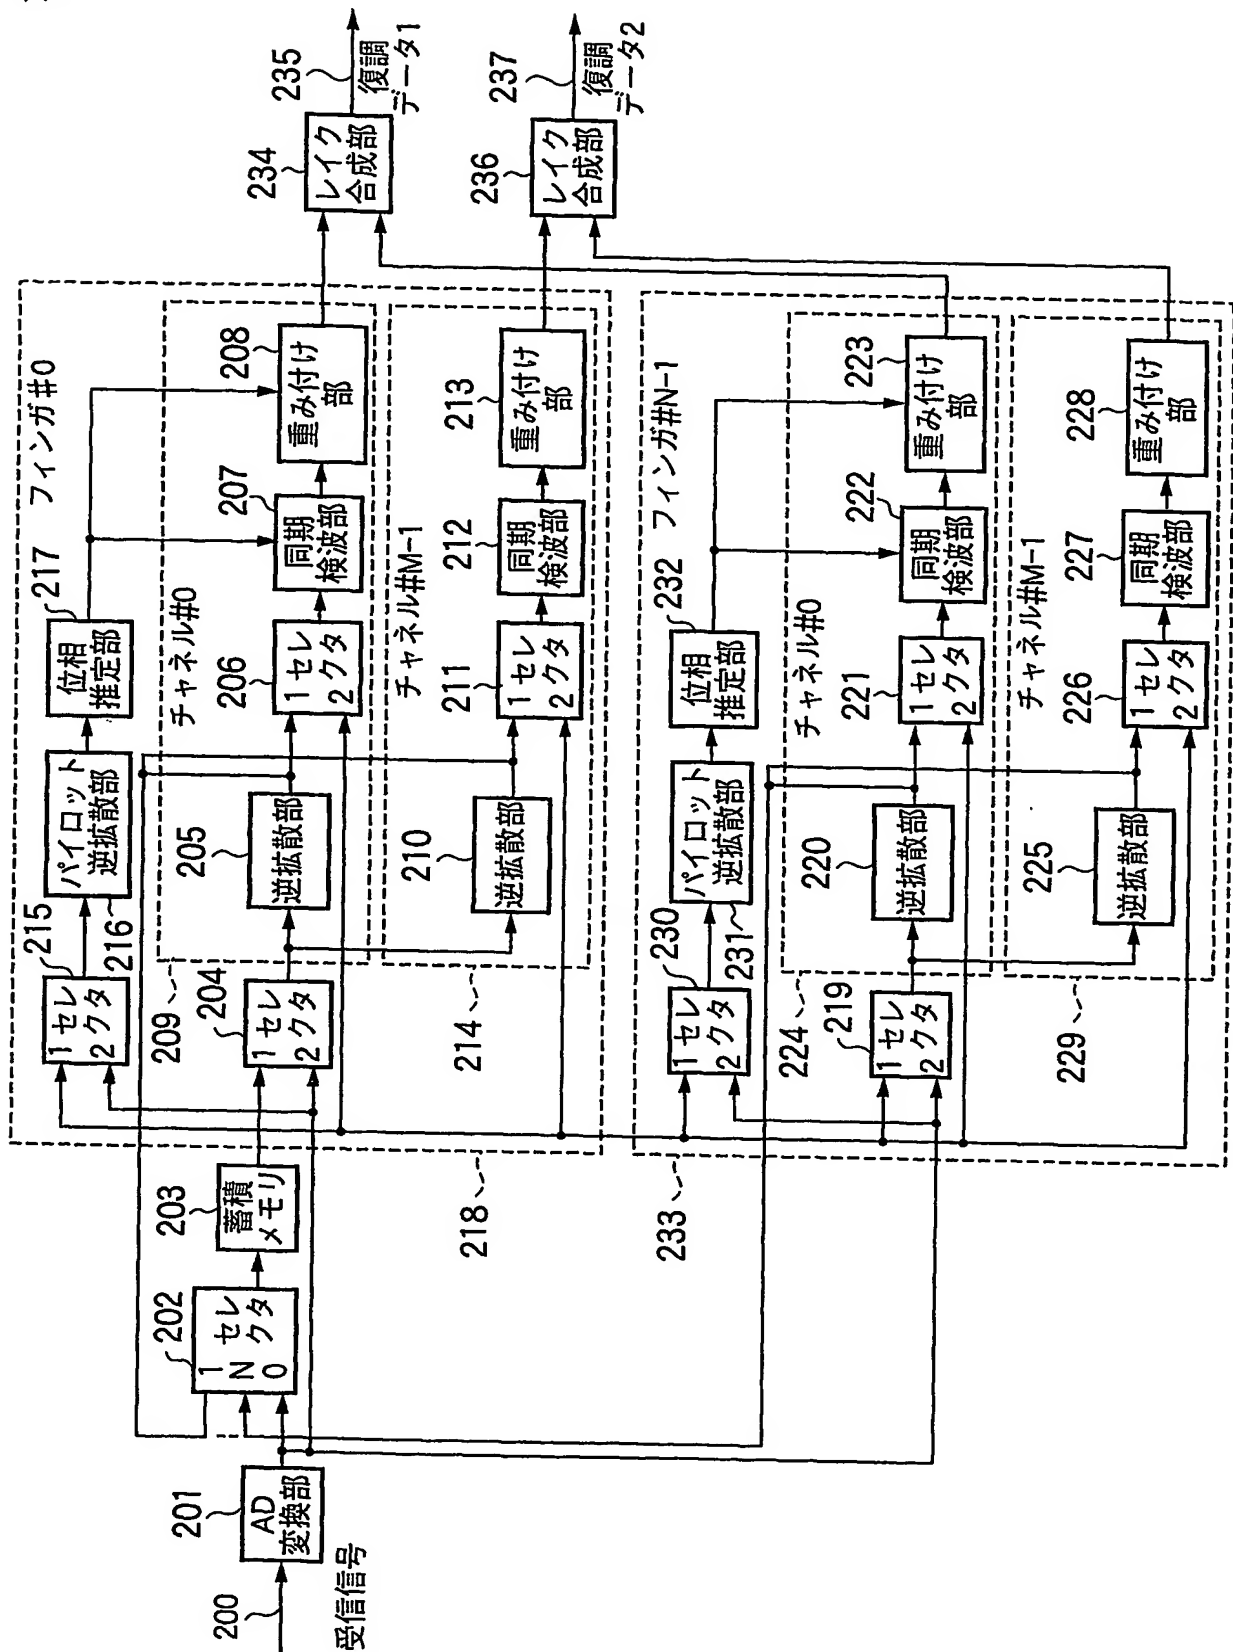 200
受信信号
201
AD
変換部
202
1
N
0
セレ
クタ
203
蓄積
メモリ
218
フィンガ#0
215
1セレ
2クタ
216
パイロット
逆拡散部
217
位相
推定部
209
チャネル#0
204
1セレ
2クタ
205
逆拡散部
206
1セレ
2クタ
207
同期
検波部
208
重み付け
部
214
チャネル#M-1
210
逆拡散部
211
1セレ
2クタ
212
同期
検波部
213
重み付け
部
233
フィンガ#N-1
230
1セレ
2クタ
231
パイロット
逆拡散部
232
位相
推定部
224
チャネル#0
219
1セレ
2クタ
220
逆拡散部
221
1セレ
2クタ
222
同期
検波部
223
重み付け
部
229
チャネル#M-1
225
逆拡散部
226
1セレ
2クタ
227
同期
検波部
228
重み付け
部
234
レイク
合成部
235
復調
データ1
236
レイク
合成部
237
復調
データ2